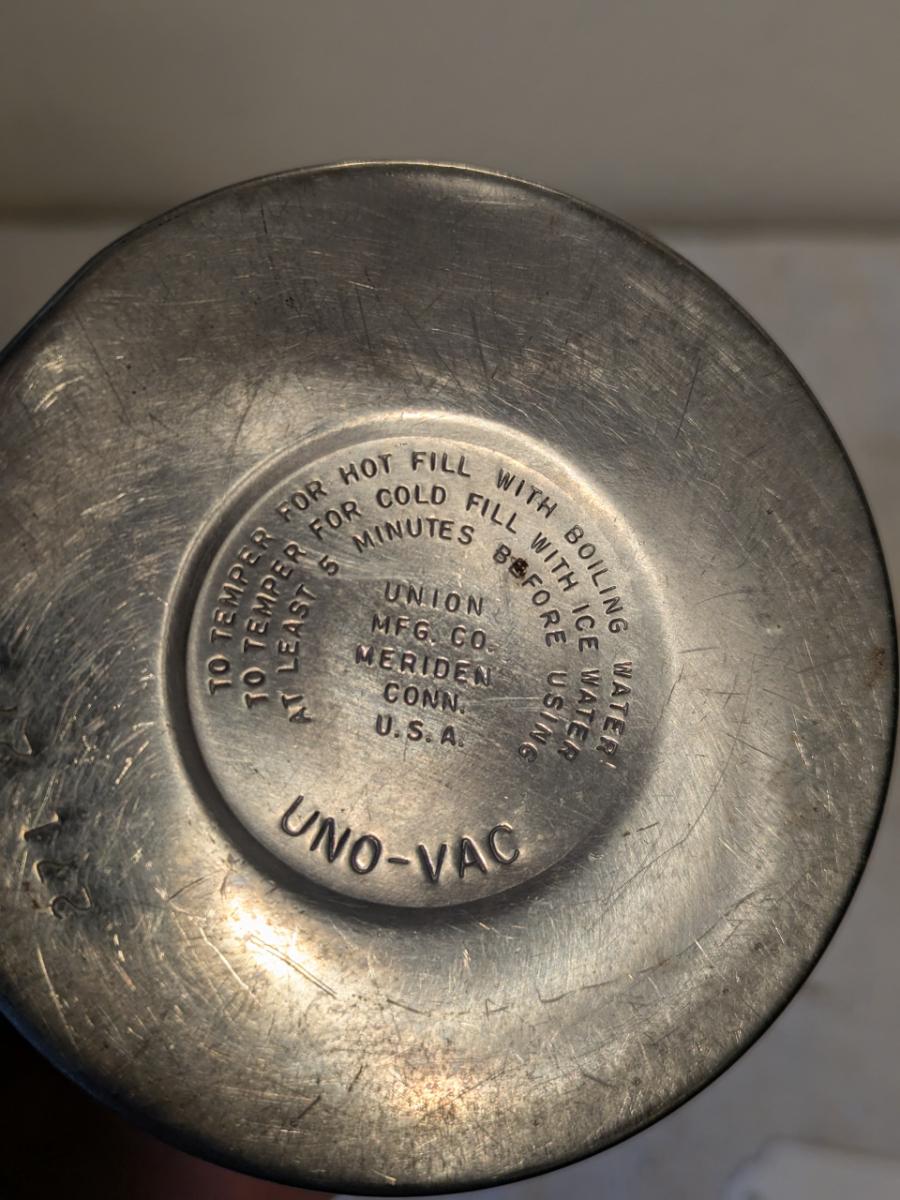 TO TEMPER FOR HOT FILL WITH BOILING WATER
TO TEMPER FOR COLD FILL WITH ICE WATER
AT LEAST 5 MINUTES BEFORE USING
UNION
MFG. CO.
MERIDEN
CONN.
U.S.A.
UNO-VAC